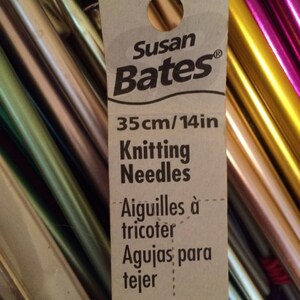 Susan
Bates®
35cm/14in
Knitting
Needles
Aiguilles à
tricoter
Agujas para
tejer